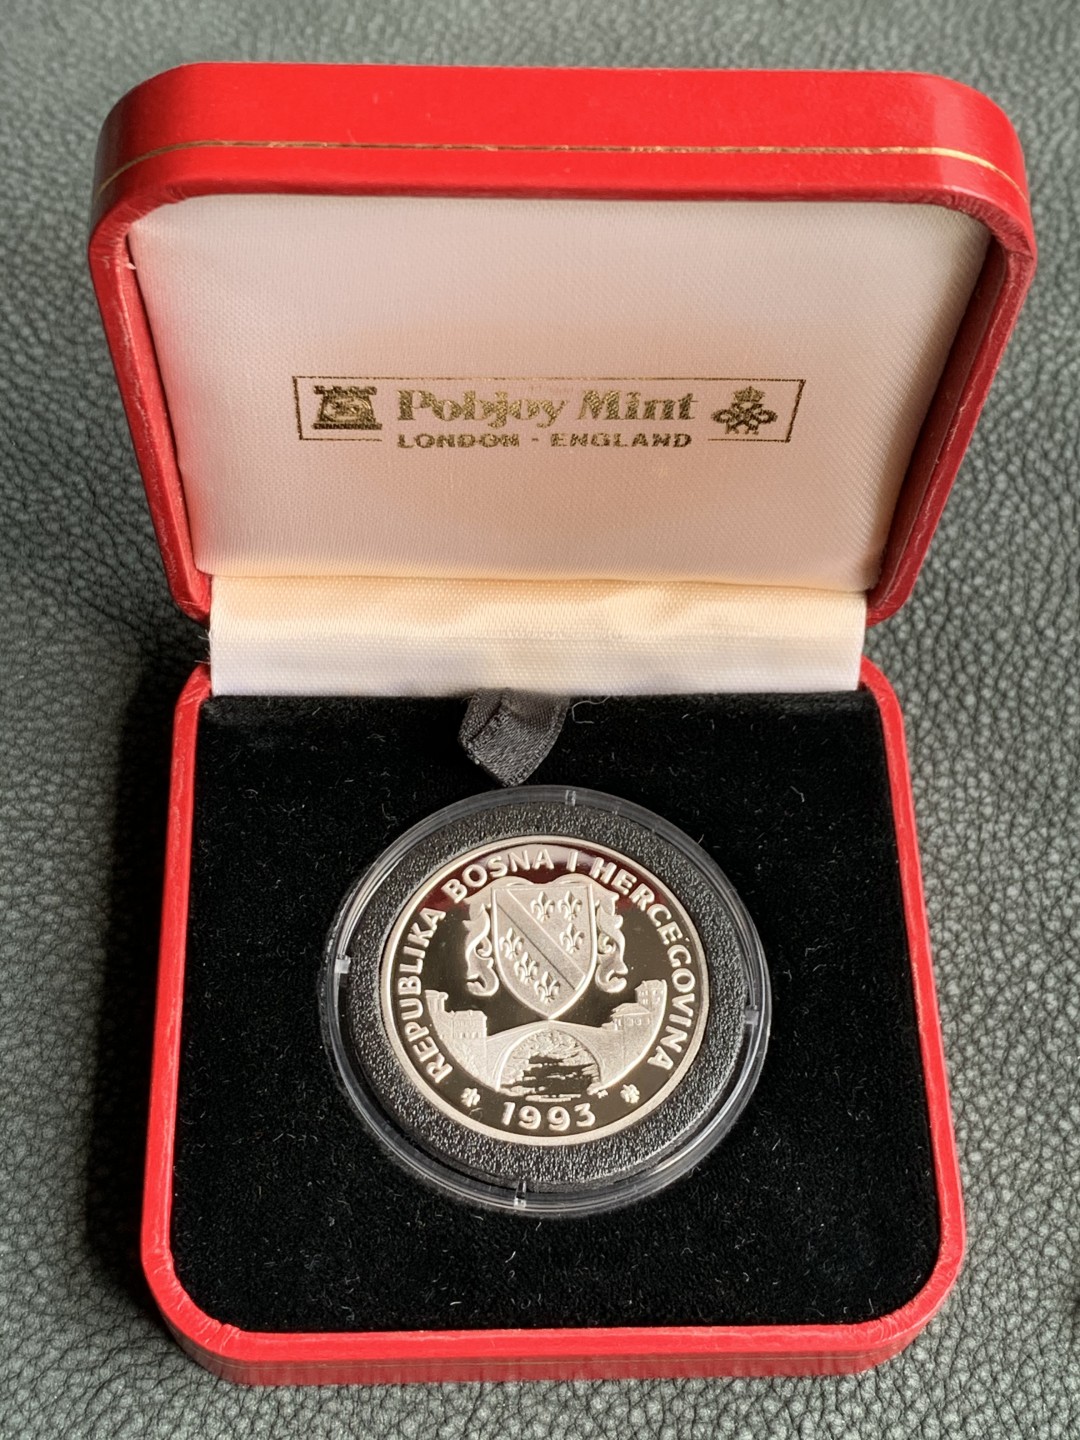 Pobjoy Mint
LONDON - ENGLAND
REPUBLIKA BOSNA I HERCEGOVINA
* 1993 *